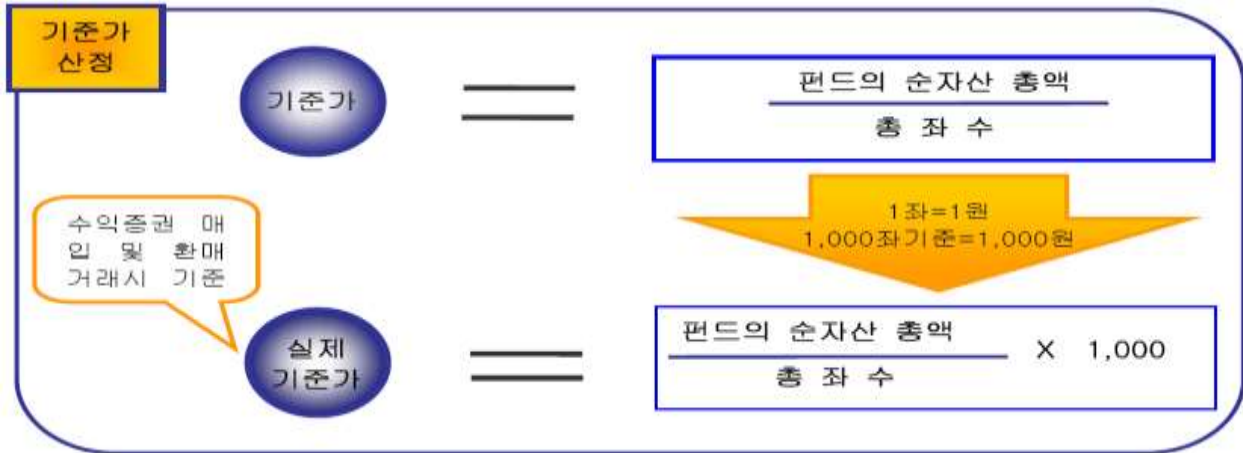 기준가
산정
기준가
펀드의 순자산 총액
총 좌 수
1좌=1원
1,000좌기준=1,000원
수익증권 매
입 및 환매
거래시 기준
실제
기준가
펀드의 순자산 총액
총 좌 수
X 1,000